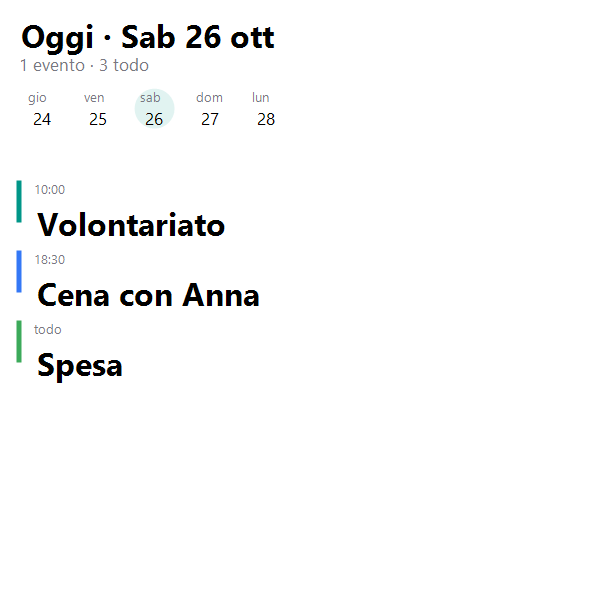 Oggi · Sab 26 ott
1 evento · 3 todo
gio ven sab dom lun
24 25 26 27 28
10:00
Volontariato
18:30
Cena con Anna
todo
Spesa